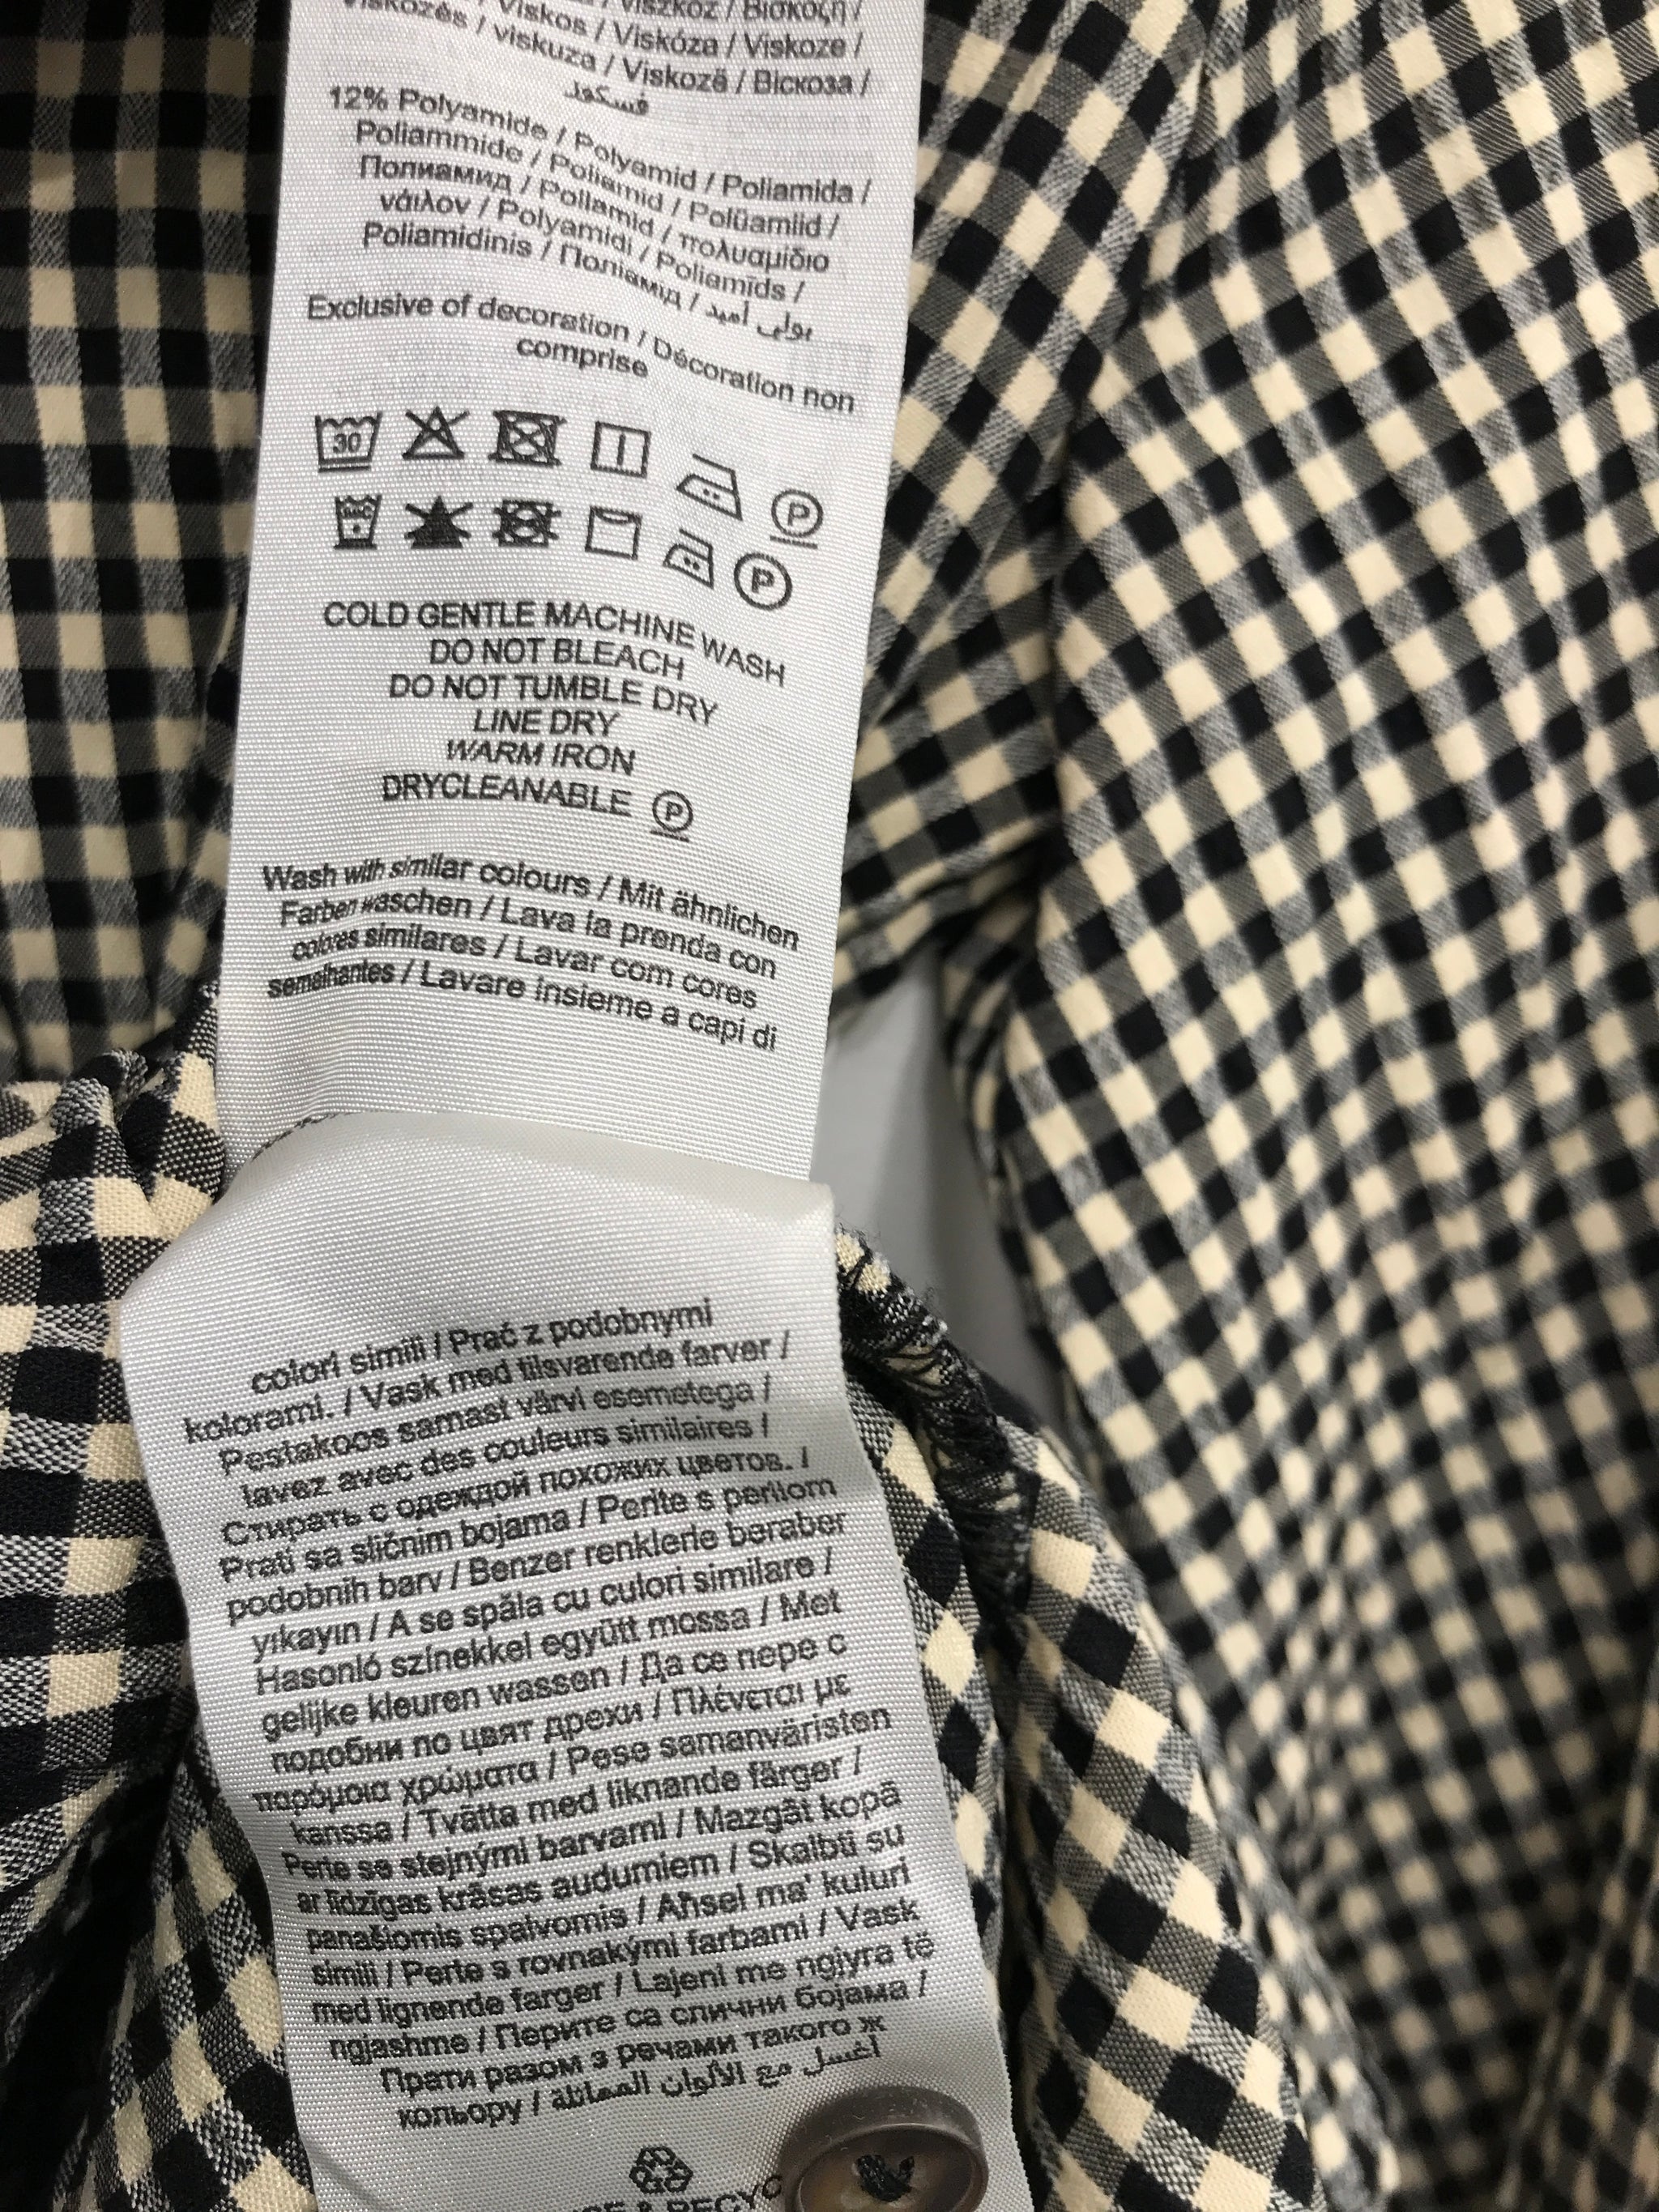 Viskos / Viskóza / Viskoze /
viskuza / Viskozë / Віскоза /
فسكوز
12% Polyamide / Polyamid / Poliamida /
Poliammide / Poliamid / Polüamiid /
Полиамид / Poliamid / πολυαμίδιο
νάιλον / Polyamidi / Poliamīds /
Poliamidinis / Поліамід / بولي أميد
Exclusive of decoration / Décoration non
comprise
30
P
P
COLD GENTLE MACHINE WASH
DO NOT BLEACH
DO NOT TUMBLE DRY
LINE DRY
WARM IRON
DRYCLEANABLE P
Wash with similar colours / Mit ähnlichen
Farben waschen / Lava la prenda con
colores similares / Lavar com cores
semelhantes / Lavare insieme a capi di
colori simili / Prać z podobnymi
kolorami. / Vask med tilsvarende farver /
Pestakoos samast värvi esemetega /
lavez avec des couleurs similaires /
Стирать с одеждой похожих цветов. /
Prati sa sličnim bojama / Perite s perilom
podobnih barv / Benzer renklerle beraber
yıkayın / A se spăla cu culori similare /
Hasonló színekkel együtt mossa / Met
gelijke kleuren wassen / Да се пере с
подобни по цвят дрехи / Πλένεται με
παρόμοια χρώματα / Pese samanväristen
kanssa / Tvätta med liknande färger /
Perte se stejnými barvami / Mazgāt kopā
ar līdzīgas krāsas audumiem / Skalbti su
panašiomis spalvomis / Aħsel ma' kuluri
simili / Perte s rovnakými farbami / Vask
med lignende farger / Lajeni me ngjyra të
ngjashme / Перите са слични бојама /
Прати разом з речами такого ж
кольору / اغسل مع الألوان المماثلة
& RECYC